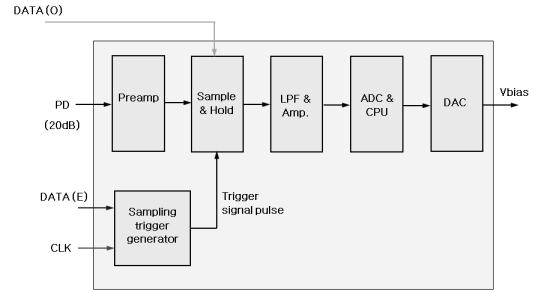 DATA(O)
Preamp
Sample
& Hold
LPF &
Amp.
ADC &
CPU
DAC
Vbias
PD
(20dB)
DATA(E)
Sampling
trigger
generator
Trigger
signal pulse
CLK